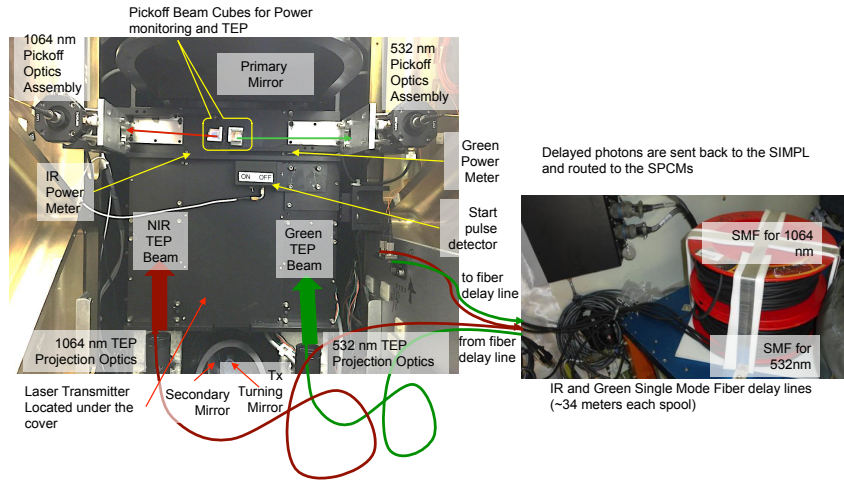 Pickoff Beam Cubes for Power
monitoring and TEP
1064 nm
Pickoff
Optics
Assembly
Primary
Mirror
532 nm
Pickoff
Optics
Assembly
IR
Power
Meter
ON OFF
Green
Power
Meter
Start
pulse
detector
NIR
TEP
Beam
Green
TEP
Beam
to fiber
delay line
from fiber
delay line
1064 nm TEP
Projection Optics
532 nm TEP
Projection Optics
Laser Transmitter
Located under the
cover
Secondary
Mirror
Tx
Turning
Mirror
Delayed photons are sent back to the SIMPL
and routed to the SPCMs
SMF for 1064
nm
SMF for
532nm
IR and Green Single Mode Fiber delay lines
(~34 meters each spool)